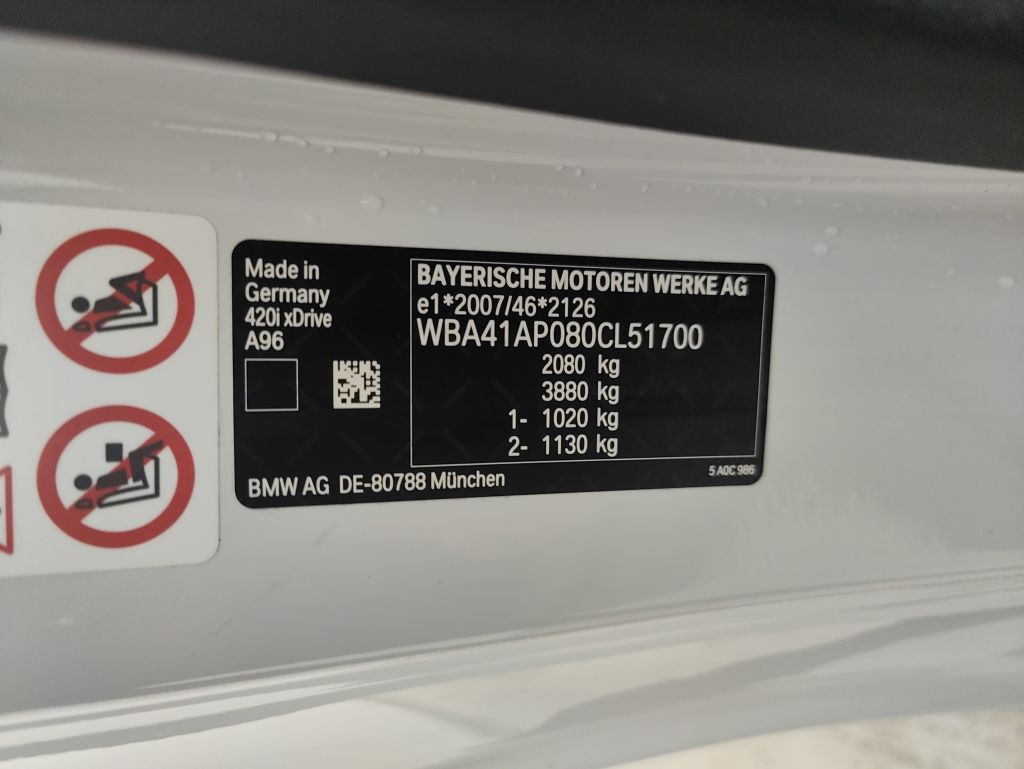 Made in
Germany
420i xDrive
A96
BAYERISCHE MOTOREN WERKE AG
e1*2007/46*2126
WBA41AP080CL51700
2080 kg
3880 kg
1- 1020 kg
2- 1130 kg
BMW AG DE-80788 München
5 A0C 986